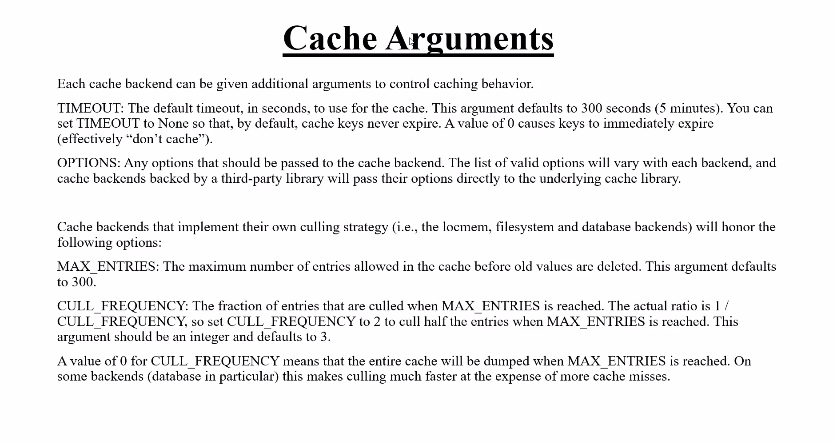 Cache Arguments
Each cache backend can be given additional arguments to control caching behavior.
TIMEOUT: The default timeout, in seconds, to use for the cache. This argument defaults to 300 seconds (5 minutes). You can
set TIMEOUT to None so that, by default, cache keys never expire. A value of 0 causes keys to immediately expire
(effectively “don’t cache”).
OPTIONS: Any options that should be passed to the cache backend. The list of valid options will vary with each backend, and
cache backends backed by a third-party library will pass their options directly to the underlying cache library.
Cache backends that implement their own culling strategy (i.e., the locmem, filesystem and database backends) will honor the
following options:
MAX_ENTRIES: The maximum number of entries allowed in the cache before old values are deleted. This argument defaults
to 300.
CULL_FREQUENCY: The fraction of entries that are culled when MAX_ENTRIES is reached. The actual ratio is 1 /
CULL_FREQUENCY, so set CULL_FREQUENCY to 2 to cull half the entries when MAX_ENTRIES is reached. This
argument should be an integer and defaults to 3.
A value of 0 for CULL_FREQUENCY means that the entire cache will be dumped when MAX_ENTRIES is reached. On
some backends (database in particular) this makes culling much faster at the expense of more cache misses.